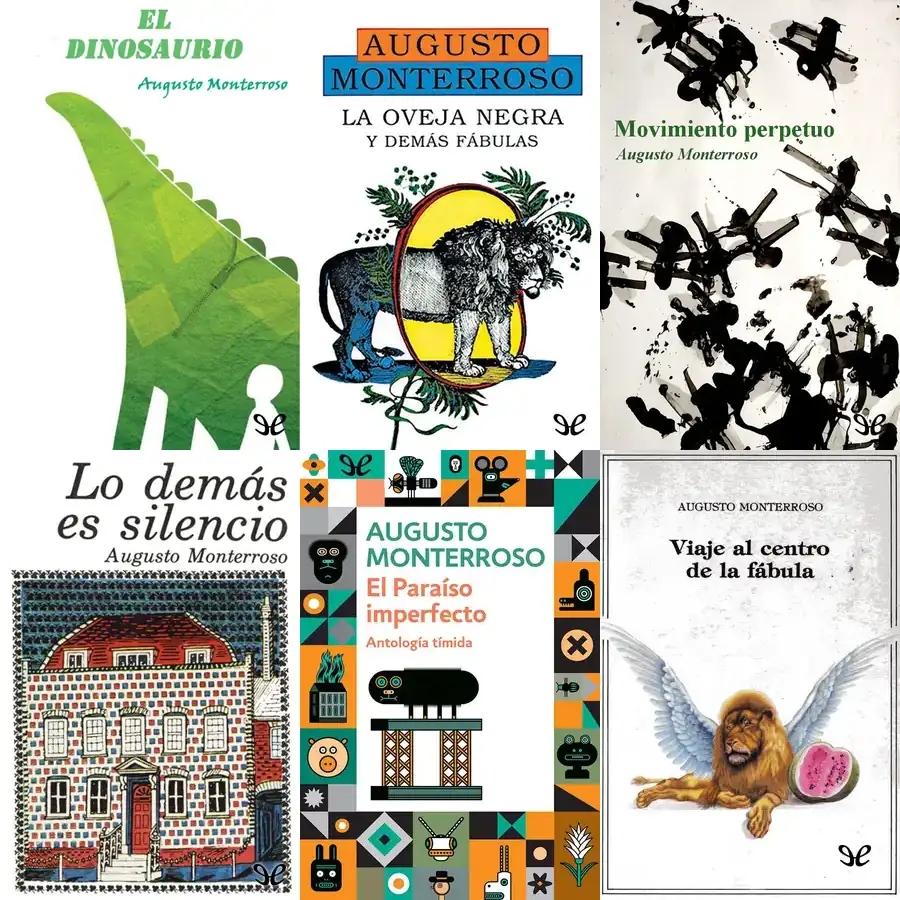 EL
DINOSAURIO
Augusto Monterroso
AUGUSTO
MONTERROSO
LA OVEJA NEGRA
Y DEMÁS FÁBULAS
Movimiento perpetuo
Augusto Monterroso
Lo demás
es silencio
Augusto Monterroso
AUGUSTO
MONTERROSO
El Paraíso
imperfecto
Antología tímida
AUGUSTO MONTERROSO
Viaje al centro
de la fábula